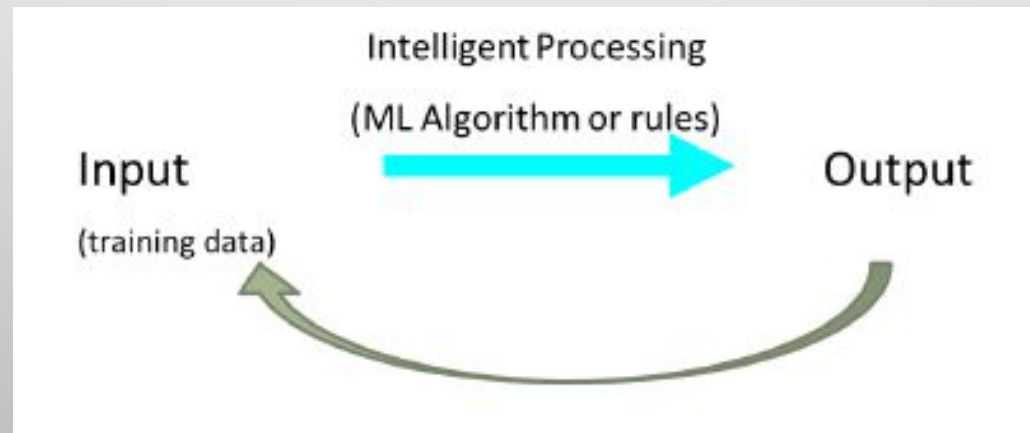 Intelligent Processing
(ML Algorithm or rules)
Input
Output
(training data)